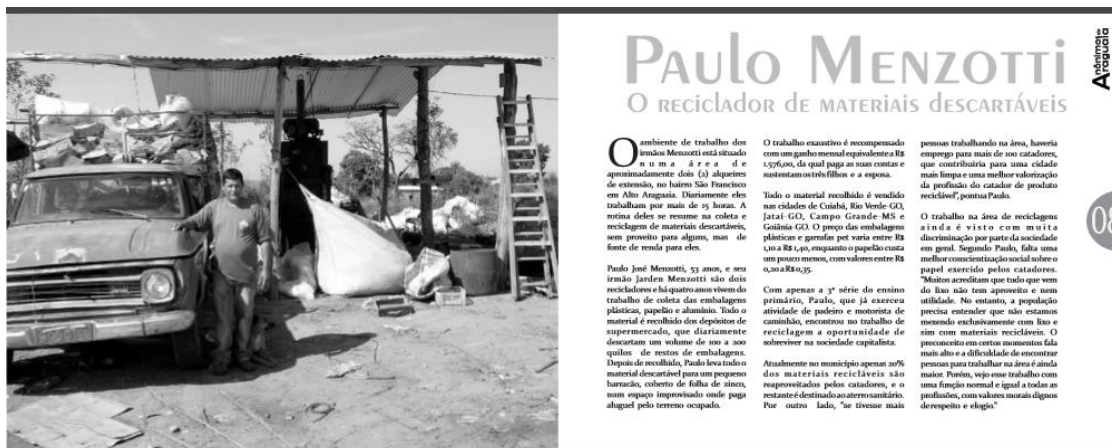 Paulo Menzotti
O reciclador de materiais descartáveis
Anônimos
Araguaia
O ambiente de trabalho dos
irmãos Menzotti está situado
numa área de
aproximadamente dois (2) alqueires
de extensão, no bairro São Francisco
em Alto Araguaia. Diariamente eles
trabalham por mais de 15 horas. A
rotina deles se resume na coleta e
reciclagem de materiais descartáveis,
sem proveito para alguns, mas de
fonte de renda para eles.
Paulo José Menzotti, 53 anos, e seu
irmão Jarden Menzotti são dois
recicladores e há quatro anos vivem do
trabalho de coleta das embalagens
plásticas, papelão e alumínio. Todo o
material é recolhido dos depósitos de
supermercado, que diariamente
descartam um volume de 100 a 200
quilos de restos de embalagens.
Depois de recolhido, Paulo leva todo o
material descartável para um pequeno
barracão, coberto de folha de zinco,
num espaço improvisado onde paga
aluguel pelo terreno ocupado.
O trabalho exaustivo é recompensado
com um ganho mensal equivalente a R$
1.576,00, da qual paga as suas contas e
sustentam os três filhos e a esposa.
Todo o material recolhido é vendido
nas cidades de Cuiabá, Rio Verde-GO,
Jataí-GO, Campo Grande-MS e
Goiânia-GO. O preço das embalagens
plásticas e garrafas pet varia entre R$
1,10 a R$ 1,40, enquanto o papelão custa
um pouco menos, com valores entre R$
0,20 a R$ 0,35.
Com apenas a 3ª série do ensino
primário, Paulo, que já exerceu
atividade de padeiro e motorista de
caminhão, encontrou no trabalho de
reciclagem a oportunidade de
sobreviver na sociedade capitalista.
Atualmente no município apenas 20%
dos materiais recicláveis são
reaproveitados pelos catadores, e o
restante é destinado ao aterro sanitário.
Por outro lado, "se tivesse mais
pessoas trabalhando na área, haveria
emprego para mais de 100 catadores,
que contribuiria para uma cidade
mais limpa e uma melhor valorização
da profissão do catador de produto
reciclável", pontua Paulo.
O trabalho na área de reciclagens
ainda é visto com muita
discriminação por parte da sociedade
em geral. Segundo Paulo, falta uma
melhor conscientização social sobre o
papel exercido pelos catadores.
"Muitos acreditam que tudo que vem
do lixo não tem aproveito e nem
utilidade. No entanto, a população
precisa entender que não estamos
mexendo exclusivamente com lixo e
sim com materiais recicláveis. O
preconceito em certos momentos fala
mais alto e a dificuldade de encontrar
pessoas para trabalhar na área é ainda
maior. Porém, vejo esse trabalho com
uma função normal e igual a todas as
profissões, com valores morais dignos
de respeito e elogio."